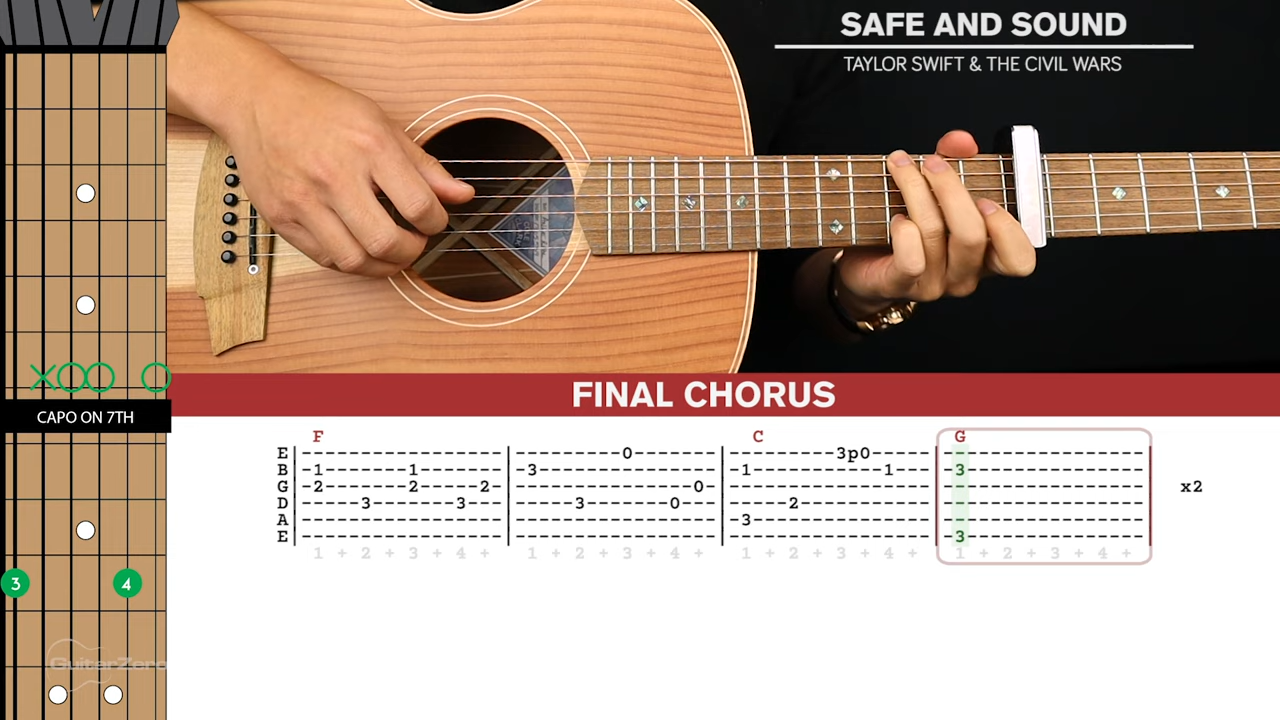 SAFE AND SOUND
TAYLOR SWIFT & THE CIVIL WARS
FINAL CHORUS
CAPO ON 7TH
F C G
E|-------------------|-----------0-------|-----------3p0-----|-------------------|
B|-1-------1---------|-3-----------------|-1-----------1-----|-3-----------------|
G|-2-------2-----2---|---------------0---|-------------------|-------------------| x2
D|-----3-------3-----|-----3-------0-----|-----2-------------|-------------------|
A|-------------------|-------------------|-3-----------------|-------------------|
E|-------------------|-------------------|-------------------|-3-----------------|
1 + 2 + 3 + 4 + 1 + 2 + 3 + 4 + 1 + 2 + 3 + 4 + 1 + 2 + 3 + 4 +
3 4
GuitarZero